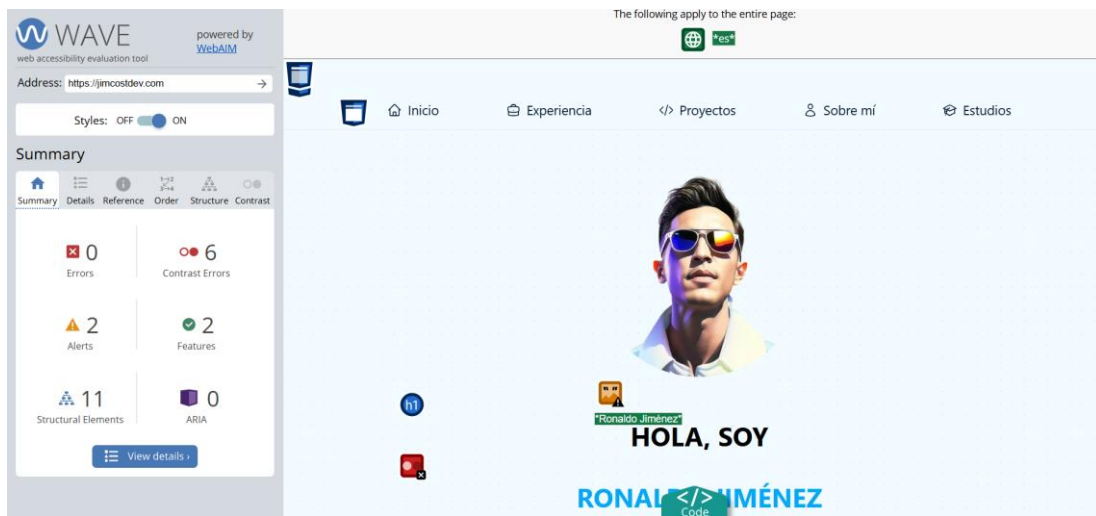 WAVE
web accessibility evaluation tool
powered by
WebAIM
Address: https://jimcostdev.com
Styles: OFF ON
Summary
Summary Details Reference Order Structure Contrast
0
Errors
6
Contrast Errors
2
Alerts
2
Features
11
Structural Elements
0
ARIA
View details ›
The following apply to the entire page:
*es*
Inicio Experiencia </> Proyectos Sobre mí Estudios
h1
*Ronaldo Jiménez*
HOLA, SOY
</>
Code